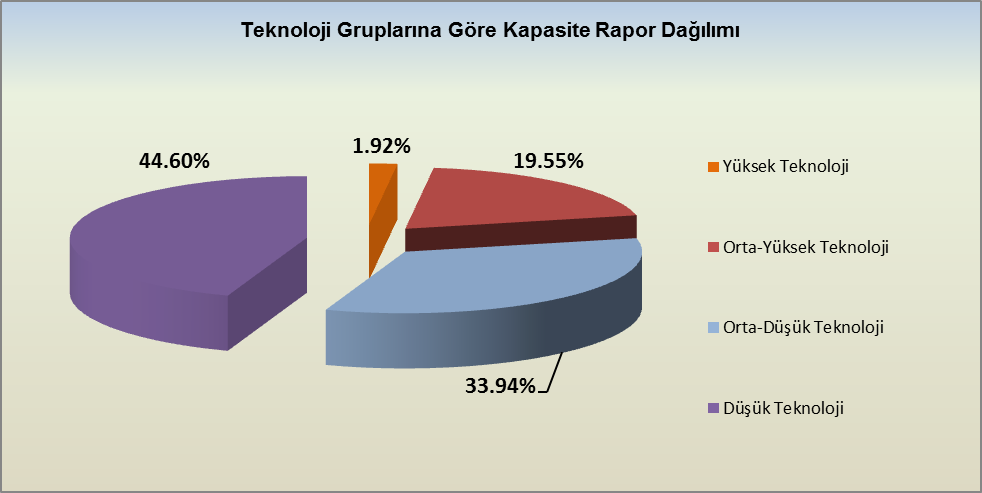 Teknoloji Gruplarına Göre Kapasite Rapor Dağılımı
1.92%
44.60%
19.55%
33.94%
Yüksek Teknoloji
Orta-Yüksek Teknoloji
Orta-Düşük Teknoloji
Düşük Teknoloji